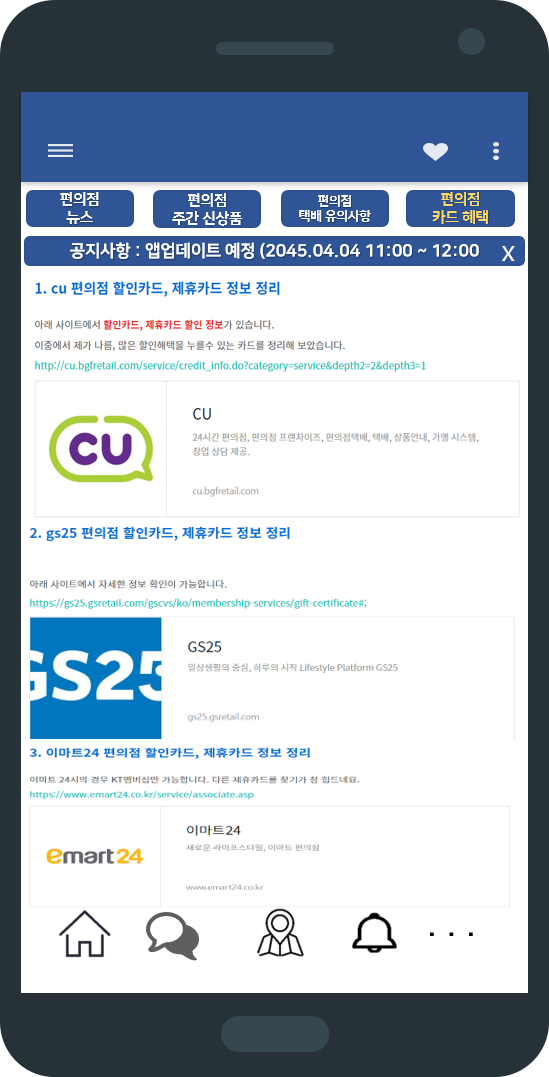 편의점
뉴스
편의점
주간 신상품
편의점
택배 유의사항
편의점
카드 혜택
공지사항 : 앱업데이트 예정 (2045.04.04 11:00 ~ 12:00
X
1. cu 편의점 할인카드, 제휴카드 정보 정리
아래 사이트에서 할인카드, 제휴카드 할인 정보가 있습니다.
이중에서 제가 나름, 많은 할인혜택을 누릴수 있는 카드를 정리해 보았습니다.
http://cu.bgfretail.com/service/credit_info.do?category=service&depth2=2&depth3=1
CU
CU
24시간 편의점, 편의점 프랜차이즈, 편의점택배, 택배, 상품안내, 가맹 시스템,
창업 상담 제공.
cu.bgfretail.com
2. gs25 편의점 할인카드, 제휴카드 정보 정리
아래 사이트에서 자세한 정보 확인이 가능합니다.
https://gs25.gsretail.com/gscvs/ko/membership-services/gift-certificate#;
GS25
GS25
일상생활의 중심, 하루의 시작 Lifestyle Platform GS25
gs25.gsretail.com
3. 이마트24 편의점 할인카드, 제휴카드 정보 정리
이마트 24시의 경우 KT멤버십만 가능합니다. 다른 제휴카드를 찾기가 참 힘드네요.
https://www.emart24.co.kr/service/associate.asp
emart24
이마트24
새로운 라이프스타일, 이마트 편의점
www.emart24.co.kr